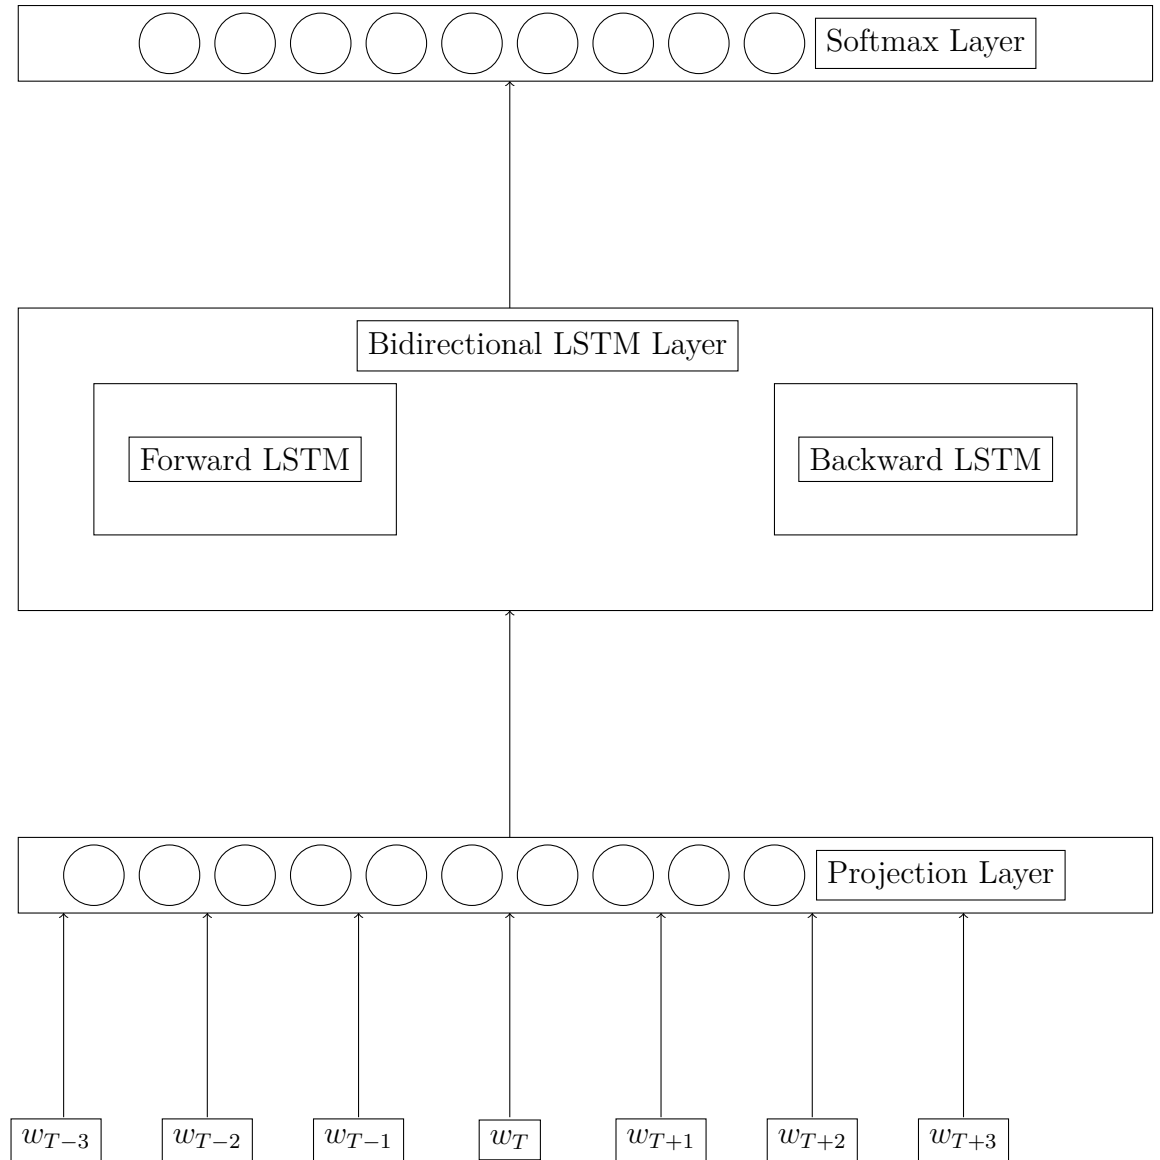 Softmax Layer
Bidirectional LSTM Layer
Forward LSTM
Backward LSTM
Projection Layer
w_{T−3} w_{T−2} w_{T−1} w_T w_{T+1} w_{T+2} w_{T+3}